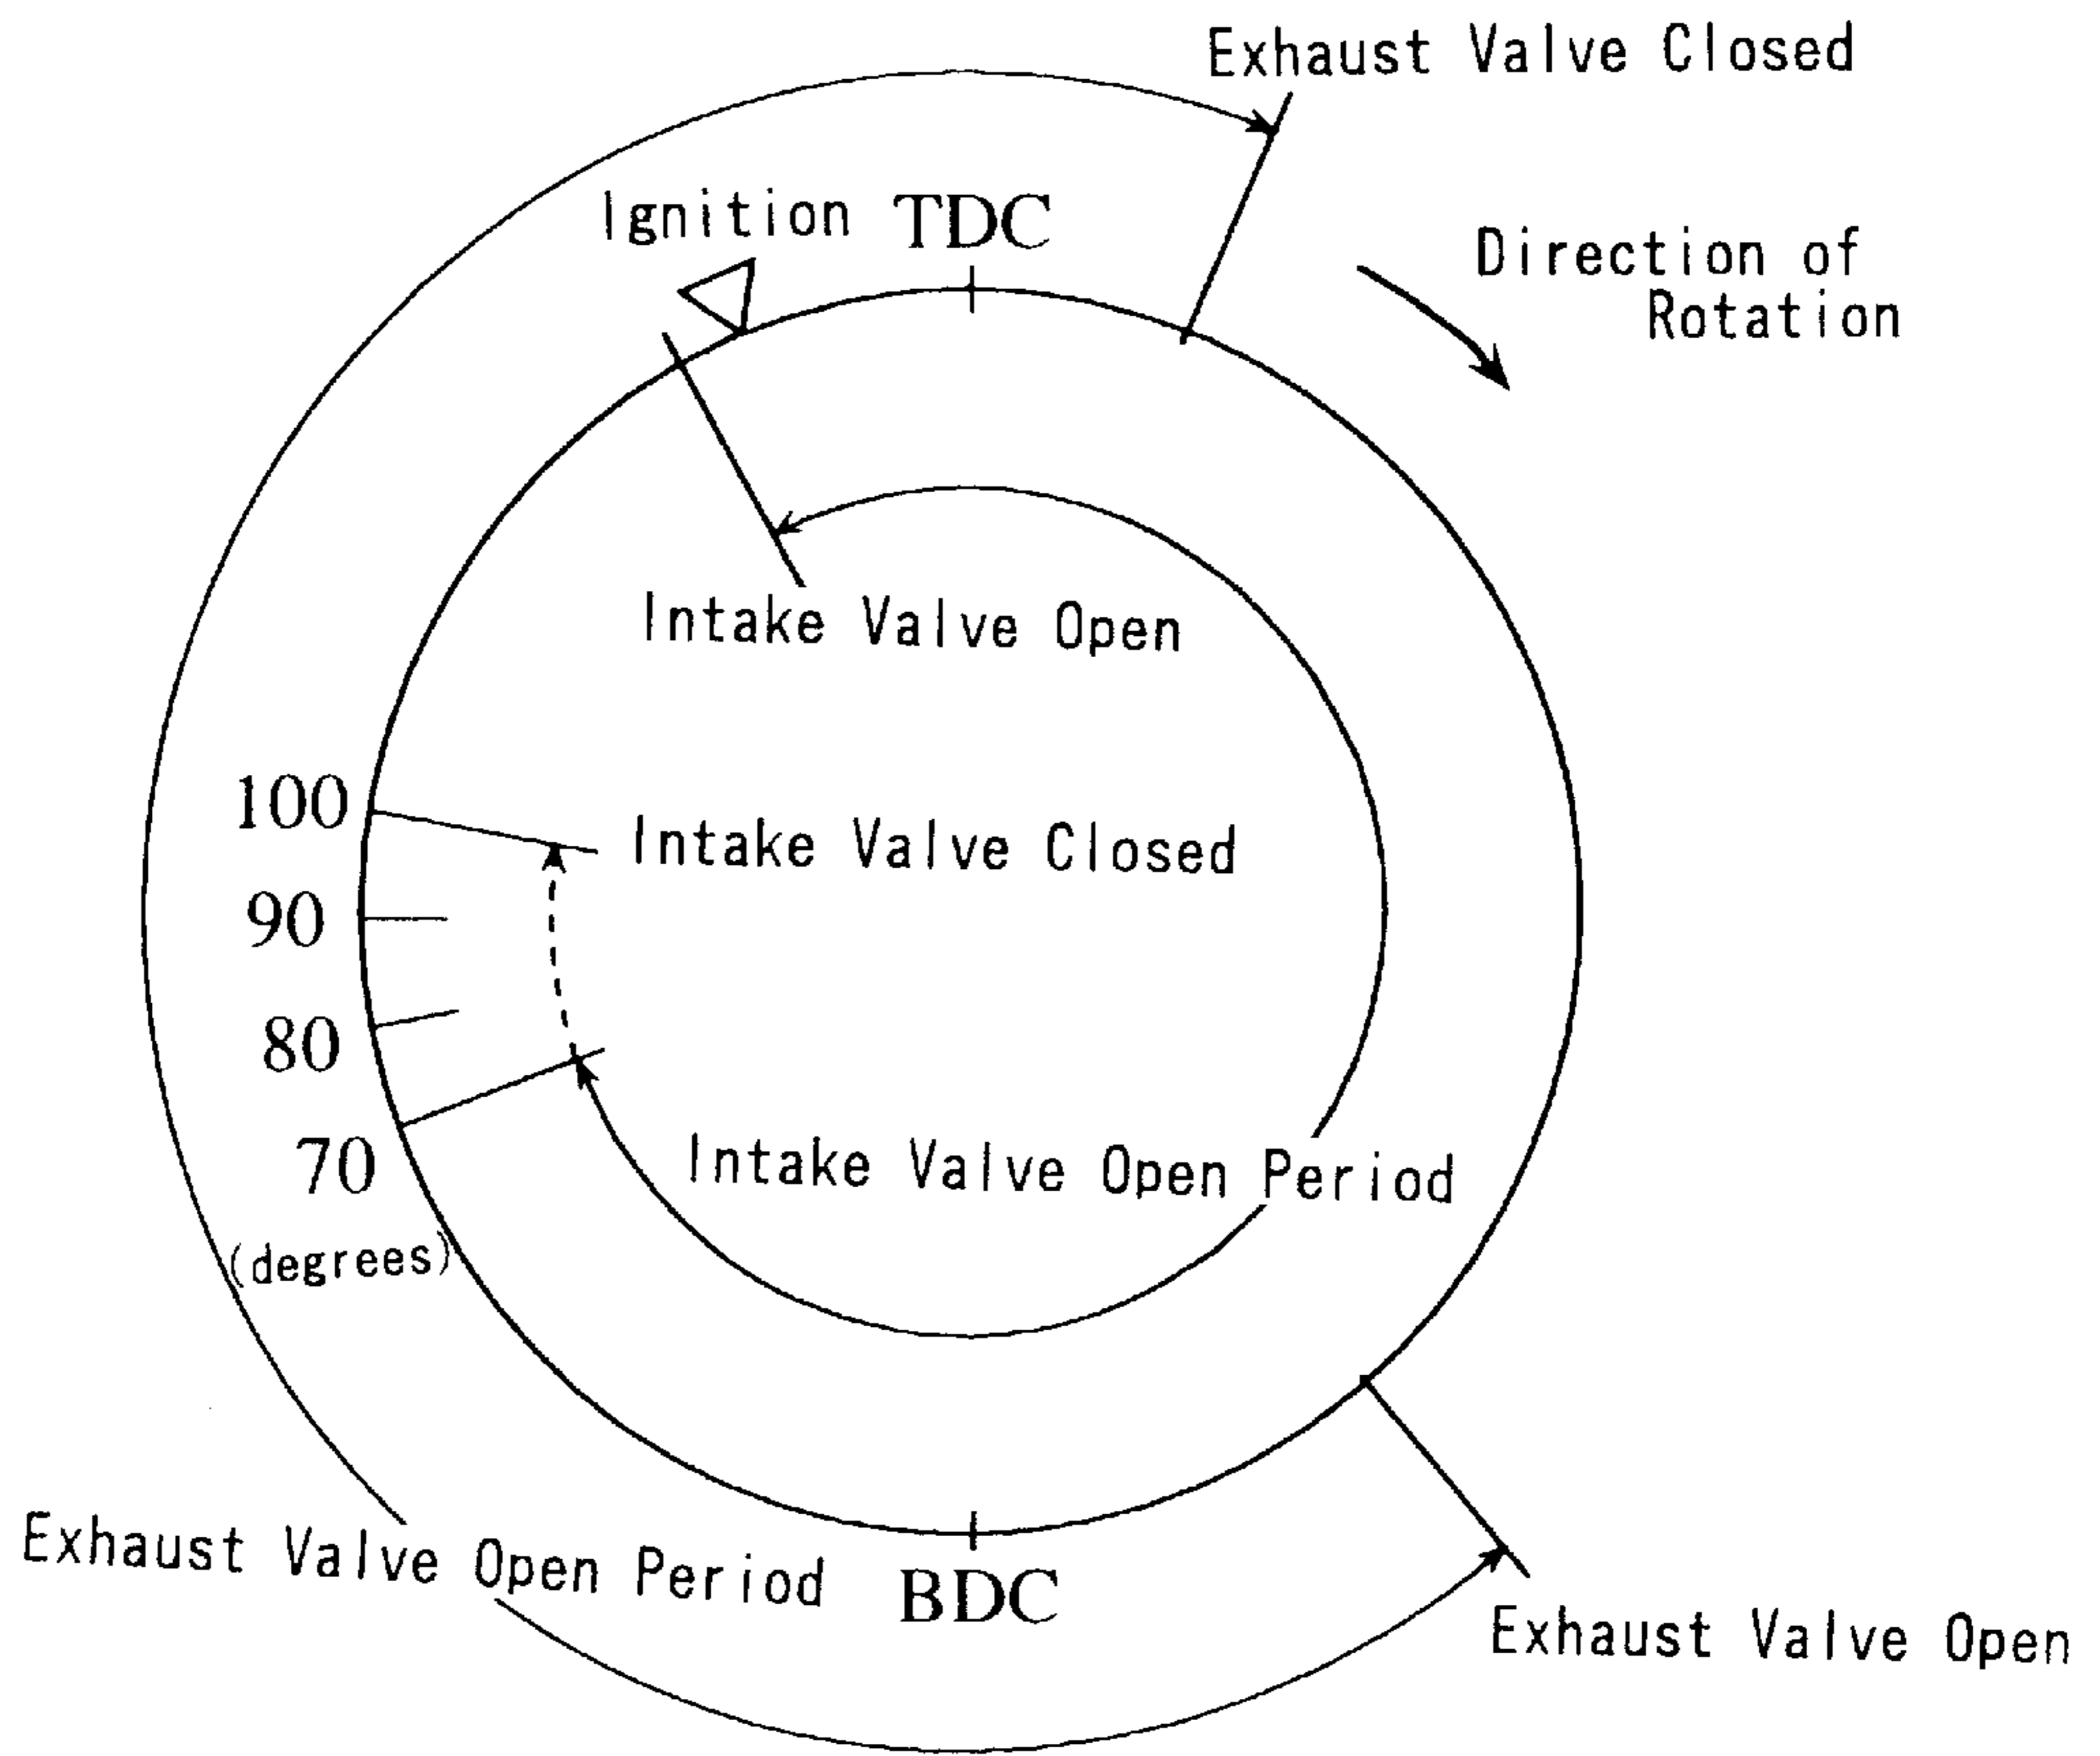 Exhaust Valve Closed
Ignition TDC
Direction of
Rotation
Intake Valve Open
100
Intake Valve Closed
90
80
70
Intake Valve Open Period
(degrees)
Exhaust Valve Open Period
BDC
Exhaust Valve Open